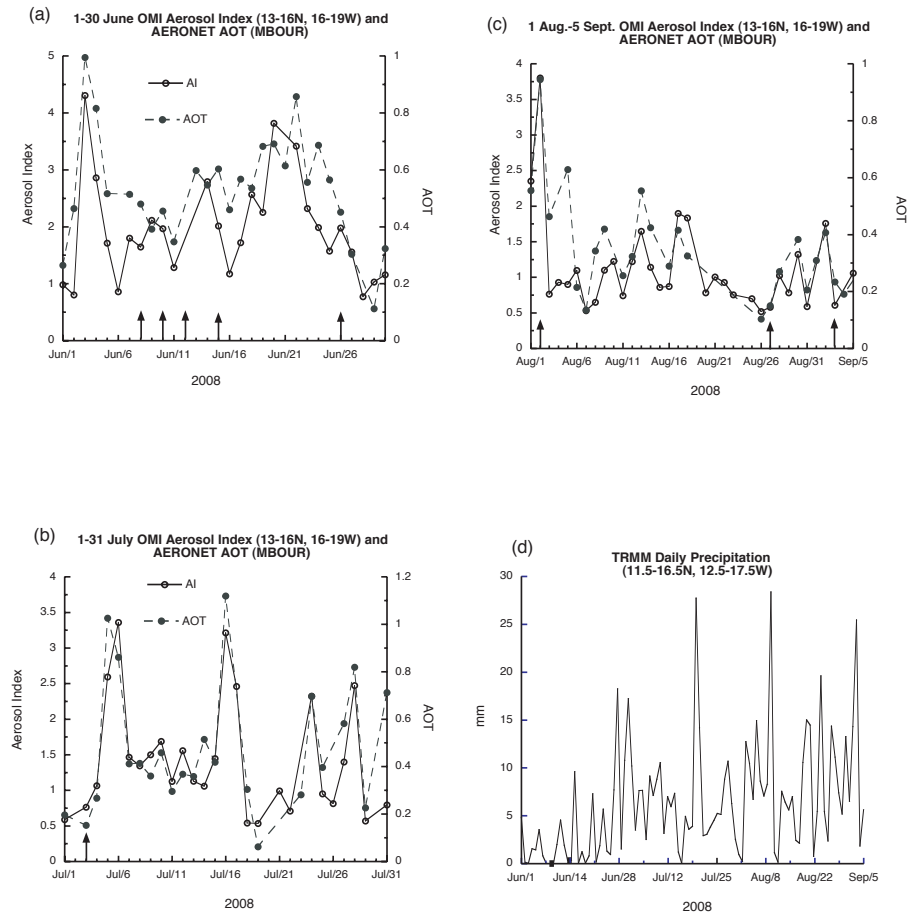 (a)
1-30 June OMI Aerosol Index (13-16N, 16-19W) and
AERONET AOT (MBOUR)
5
4
3
2
1
0
1
0.8
0.6
0.4
0.2
0
Aerosol Index
AOT
AI
AOT
Jun/1 Jun/6 Jun/11 Jun/16 Jun/21 Jun/26
2008
(c)
1 Aug.-5 Sept. OMI Aerosol Index (13-16N, 16-19W) and
AERONET AOT (MBOUR)
4
3.5
3
2.5
2
1.5
1
0.5
0
1
0.8
0.6
0.4
0.2
0
Aerosol Index
AOT
Aug/1 Aug/6 Aug/11 Aug/16 Aug/21 Aug/26 Aug/31 Sep/5
2008
(b)
1-31 July OMI Aerosol Index (13-16N, 16-19W) and
AERONET AOT (MBOUR)
4
3.5
3
2.5
2
1.5
1
0.5
0
1.2
1
0.8
0.6
0.4
0.2
0
Aerosol Index
AOT
AI
AOT
Jul/1 Jul/6 Jul/11 Jul/16 Jul/21 Jul/26 Jul/31
2008
(d)
TRMM Daily Precipitation
(11.5-16.5N, 12.5-17.5W)
30
25
20
15
10
5
0
mm
Jun/1 Jun/14 Jun/28 Jul/12 Jul/25 Aug/8 Aug/22 Sep/5
2008